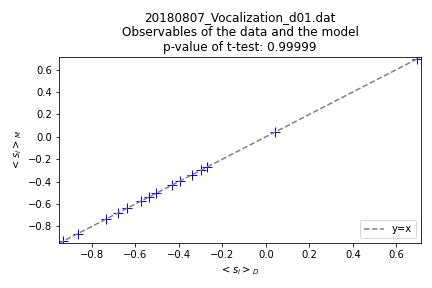 20180807_Vocalization_d01.dat
Observables of the data and the model
p-value of t-test: 0.99999
0.6
0.4
0.2
0.0
−0.2
−0.4
−0.6
−0.8
< s_i >_M
y=x
−0.8 −0.6 −0.4 −0.2 0.0 0.2 0.4 0.6
< s_i >_D